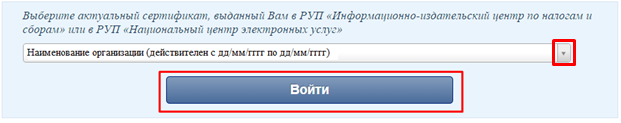 Выберите актуальный сертификат, выданный Вам в РУП «Информационно-издательский центр по налогам и
сборам» или в РУП «Национальный центр электронных услуг»
Наименование организации (действителен с дд/мм/гггг по дд/мм/гггг)
Войти